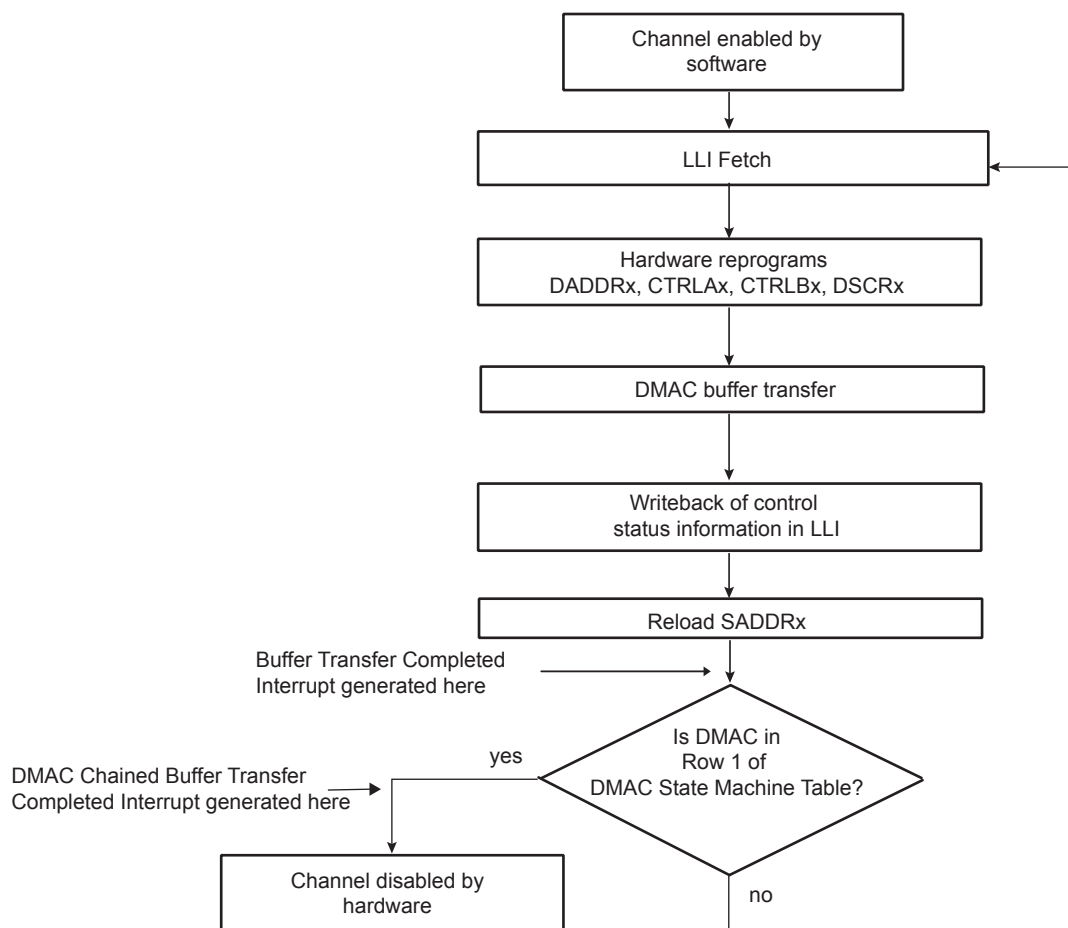 Channel enabled by
software
LLI Fetch
Hardware reprograms
DADDRx, CTRLAx, CTRLBx, DSCRx
DMAC buffer transfer
Writeback of control
status information in LLI
Reload SADDRx
Buffer Transfer Completed
Interrupt generated here
Is DMAC in
Row 1 of
DMAC State Machine Table?
yes
DMAC Chained Buffer Transfer
Completed Interrupt generated here
Channel disabled by
hardware
no